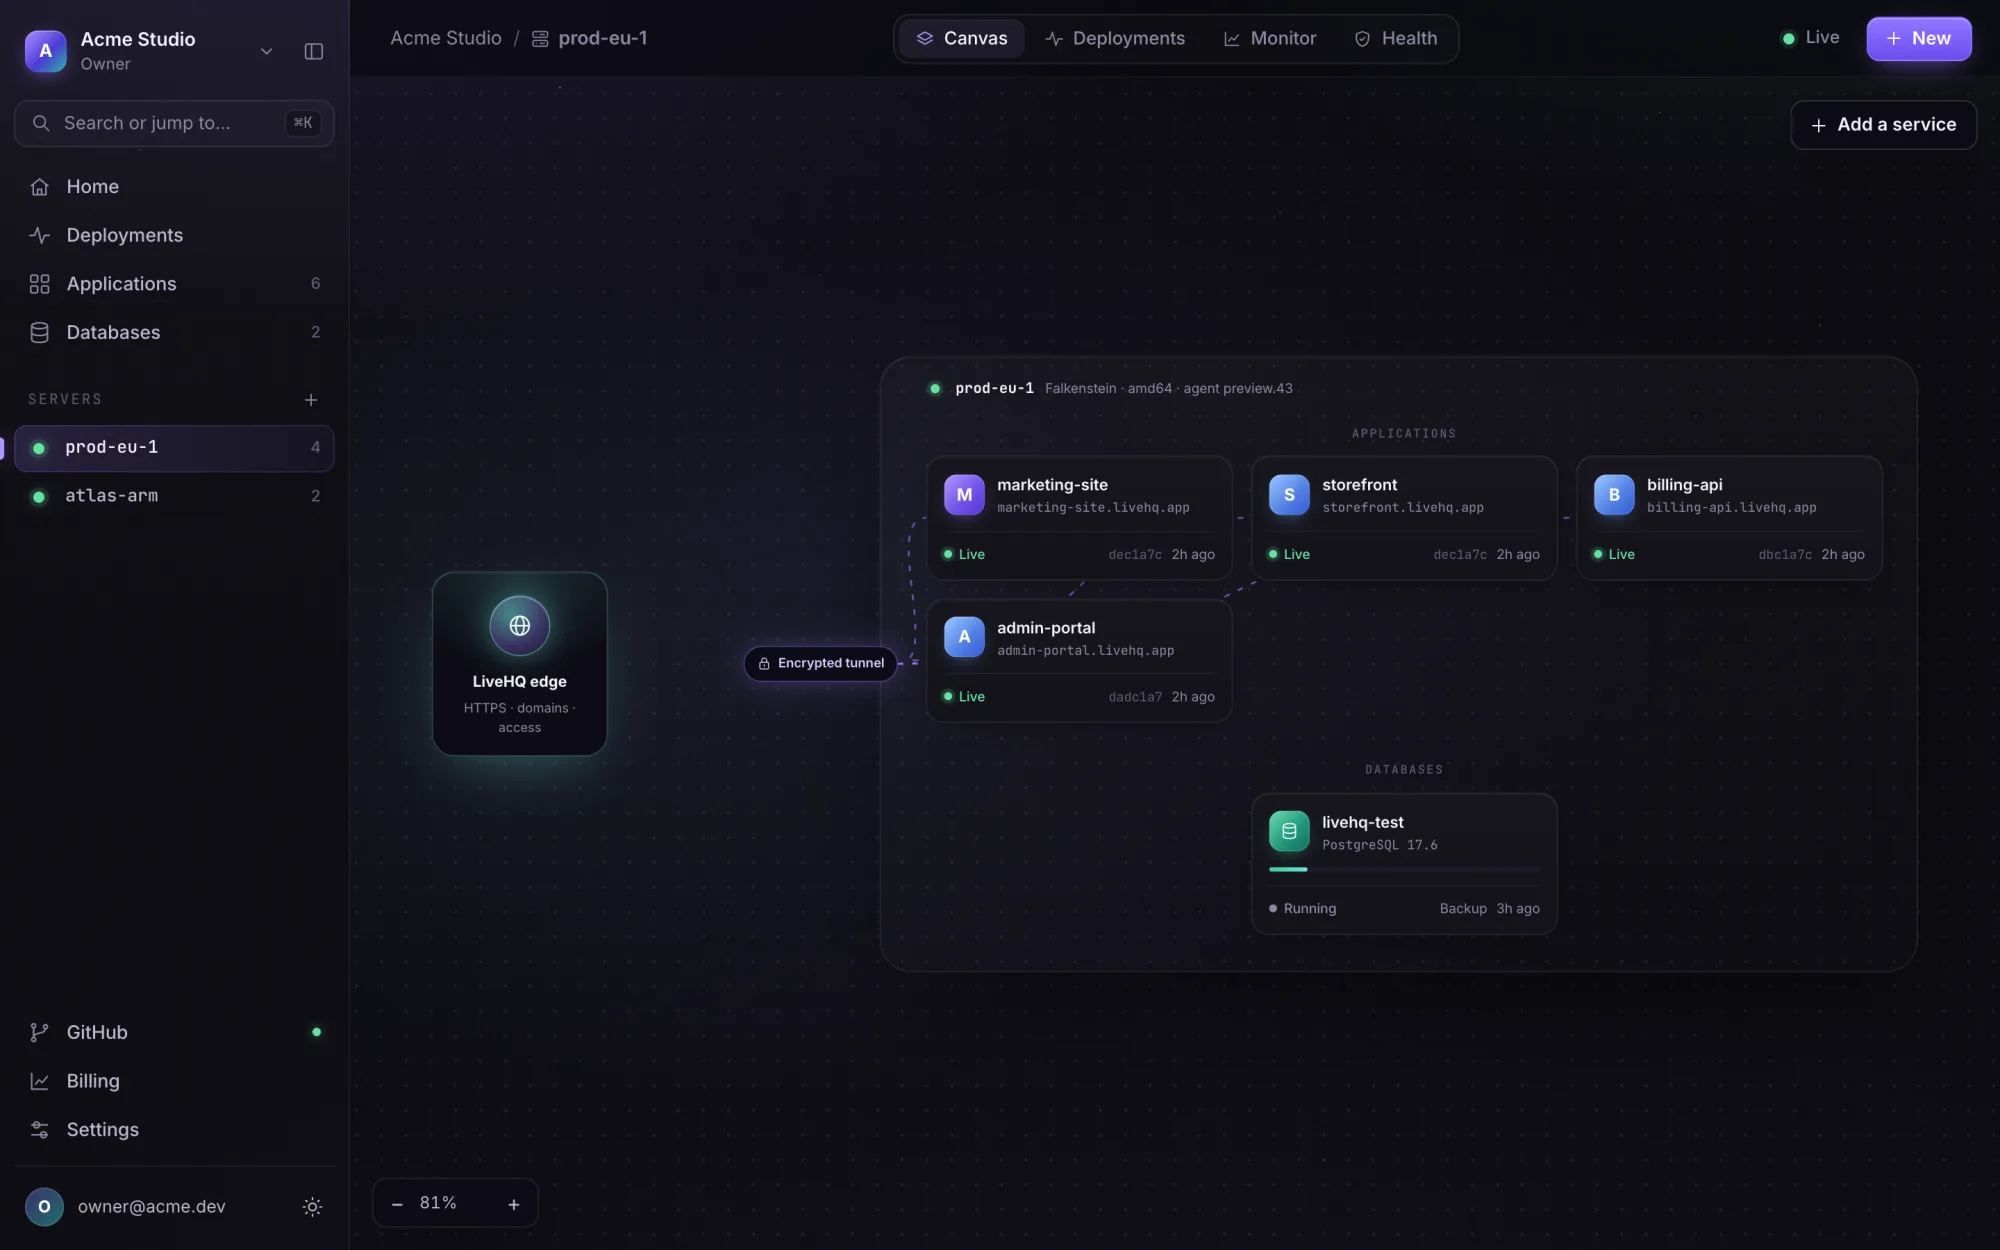 A
Acme Studio
Owner
Search or jump to...
⌘K
Home
Deployments
Applications 6
Databases 2
SERVERS
prod-eu-1 4
atlas-arm 2
GitHub
Billing
Settings
O
owner@acme.dev
Acme Studio / prod-eu-1
Canvas
Deployments
Monitor
Health
Live
+ New
+ Add a service
LiveHQ edge
HTTPS · domains ·
access
Encrypted tunnel
prod-eu-1 Falkenstein · amd64 · agent preview.43
APPLICATIONS
M
marketing-site
marketing-site.livehq.app
Live dec1a7c 2h ago
S
storefront
storefront.livehq.app
Live dec1a7c 2h ago
B
billing-api
billing-api.livehq.app
Live dbc1a7c 2h ago
A
admin-portal
admin-portal.livehq.app
Live dadc1a7 2h ago
DATABASES
livehq-test
PostgreSQL 17.6
Running Backup 3h ago
− 81% +